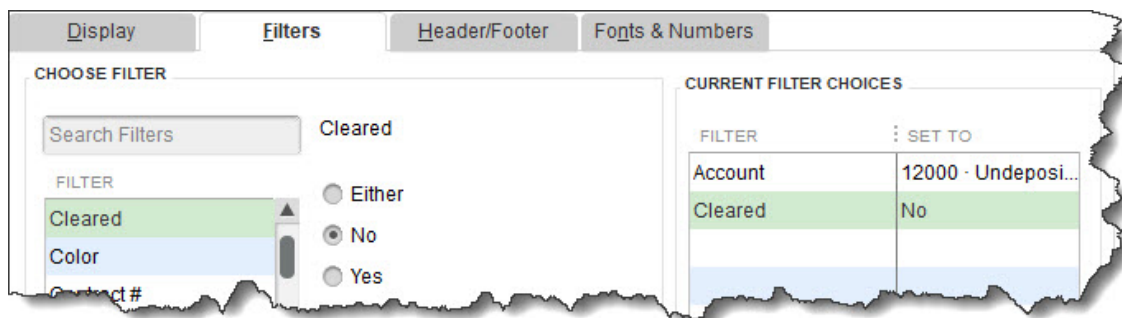 Display Filters Header/Footer Fonts & Numbers
CHOOSE FILTER
Search Filters
Cleared
FILTER
Cleared
Color
Contract #
Either
No
Yes
CURRENT FILTER CHOICES
FILTER SET TO
Account 12000 · Undeposi...
Cleared No